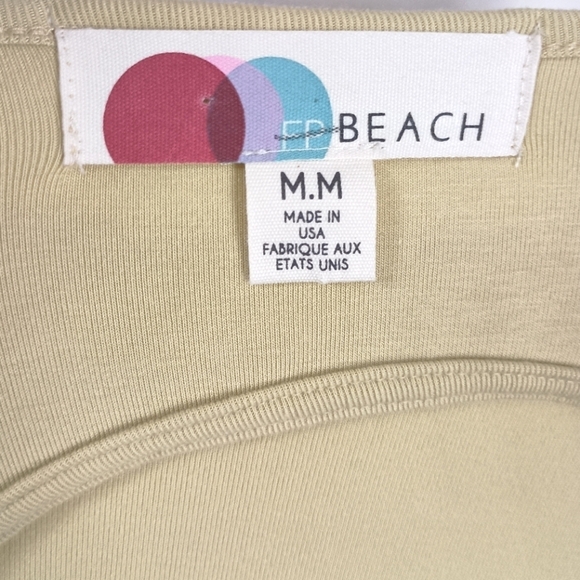 FP BEACH
M.M
MADE IN
USA
FABRIQUE AUX
ETATS UNIS